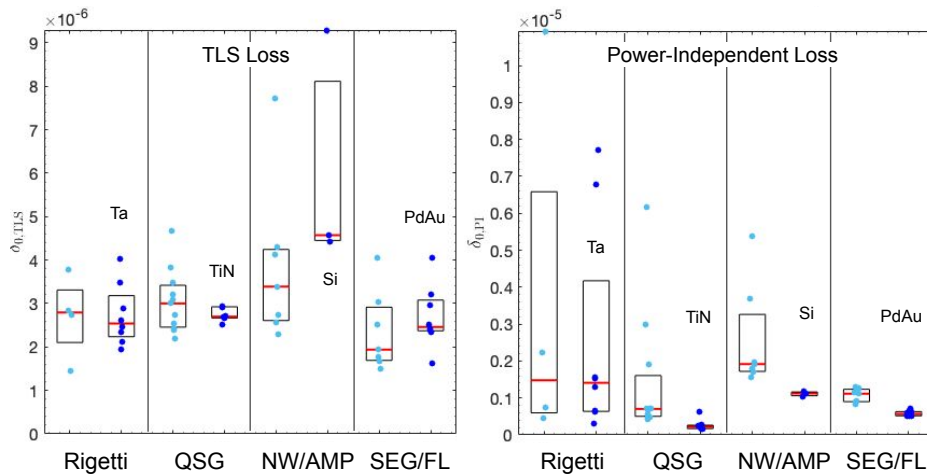 ×10⁻⁶
TLS Loss
9
8
7
6
5
4
3
2
1
0
δ₀,TLS
Ta
TiN
Si
PdAu
Rigetti QSG NW/AMP SEG/FL
×10⁻⁵
Power-Independent Loss
1
0.9
0.8
0.7
0.6
0.5
0.4
0.3
0.2
0.1
0
δ₀,PI
Ta
TiN
Si
PdAu
Rigetti QSG NW/AMP SEG/FL